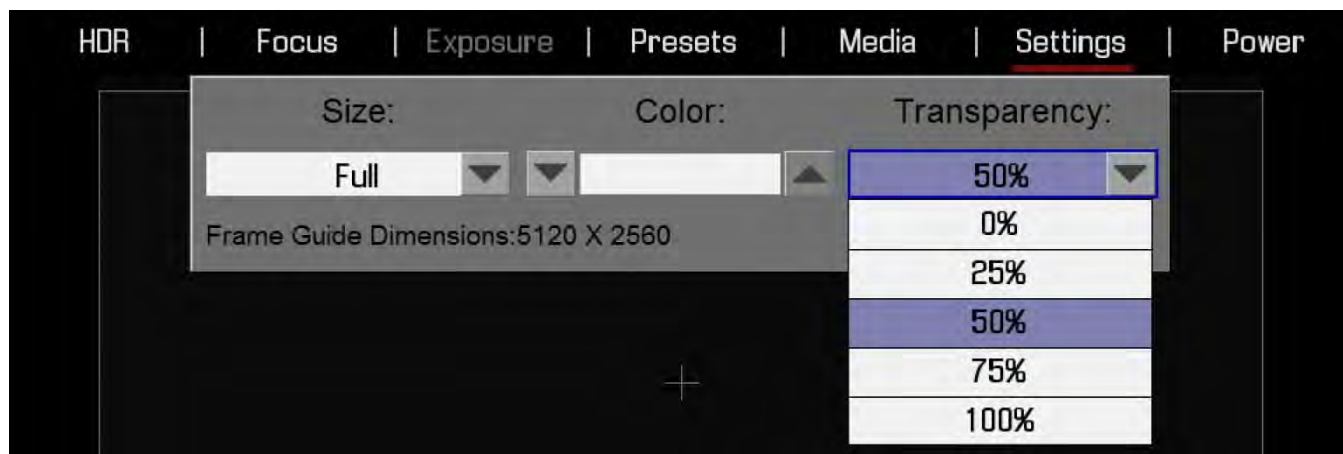 HDR | Focus | Exposure | Presets | Media | Settings | Power
Size: Color: Transparency:
Full 50%
Frame Guide Dimensions:5120 X 2560
0%
25%
50%
75%
100%